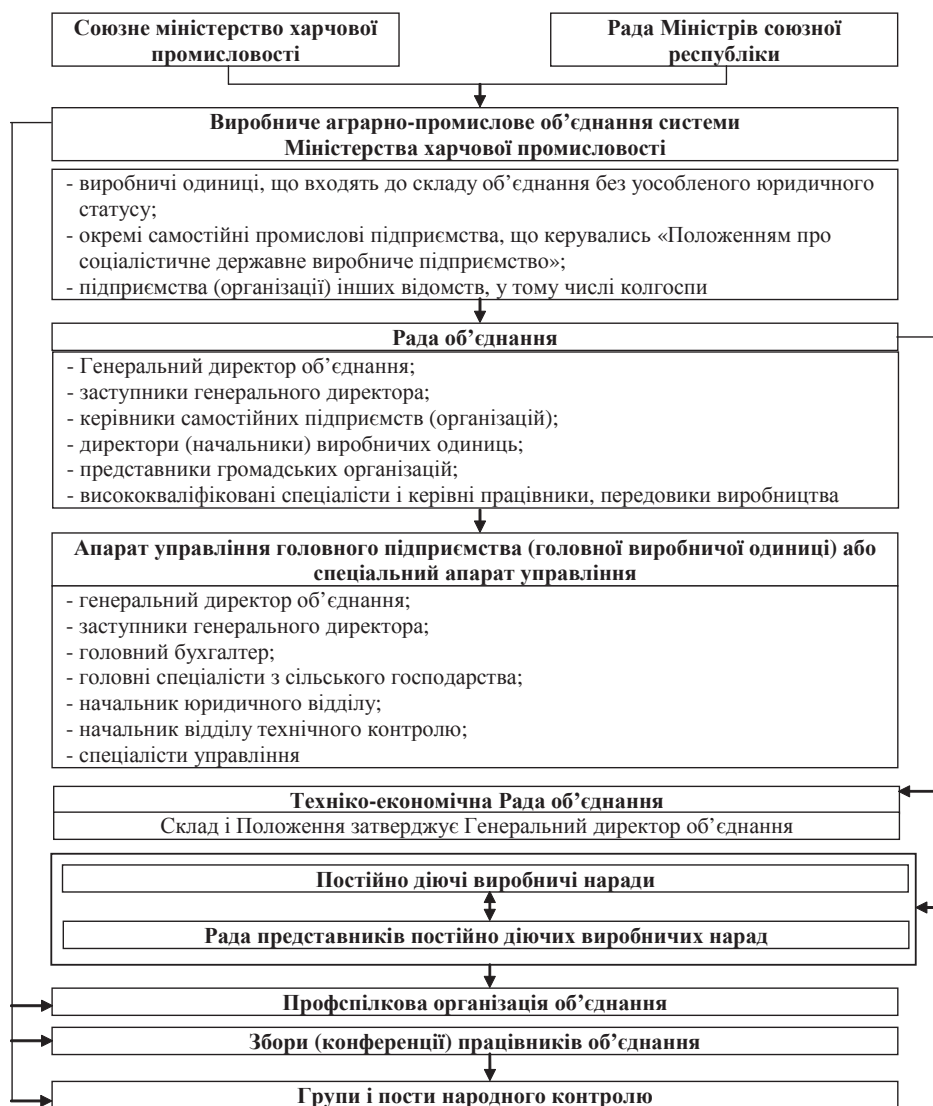 Союзне міністерство харчової
промисловості
Рада Міністрів союзної
республіки
Виробниче аграрно-промислове об’єднання системи
Міністерства харчової промисловості
- виробничі одиниці, що входять до складу об’єднання без уособленого юридичного
статусу;
- окремі самостійні промислові підприємства, що керувались «Положенням про
соціалістичне державне виробниче підприємство»;
- підприємства (організації) інших відомств, у тому числі колгоспи
Рада об’єднання
- Генеральний директор об’єднання;
- заступники генерального директора;
- керівники самостійних підприємств (організацій);
- директори (начальники) виробничих одиниць;
- представники громадських організацій;
- висококваліфіковані спеціалісти і керівні працівники, передовики виробництва
Апарат управління головного підприємства (головної виробничої одиниці) або
спеціальний апарат управління
- генеральний директор об’єднання;
- заступники генерального директора;
- головний бухгалтер;
- головні спеціалісти з сільського господарства;
- начальник юридичного відділу;
- начальник відділу технічного контролю;
- спеціалісти управління
Техніко-економічна Рада об’єднання
Склад і Положення затверджує Генеральний директор об’єднання
Постійно діючі виробничі наради
Рада представників постійно діючих виробничих нарад
Профспілкова організація об’єднання
Збори (конференції) працівників об’єднання
Групи і пости народного контролю